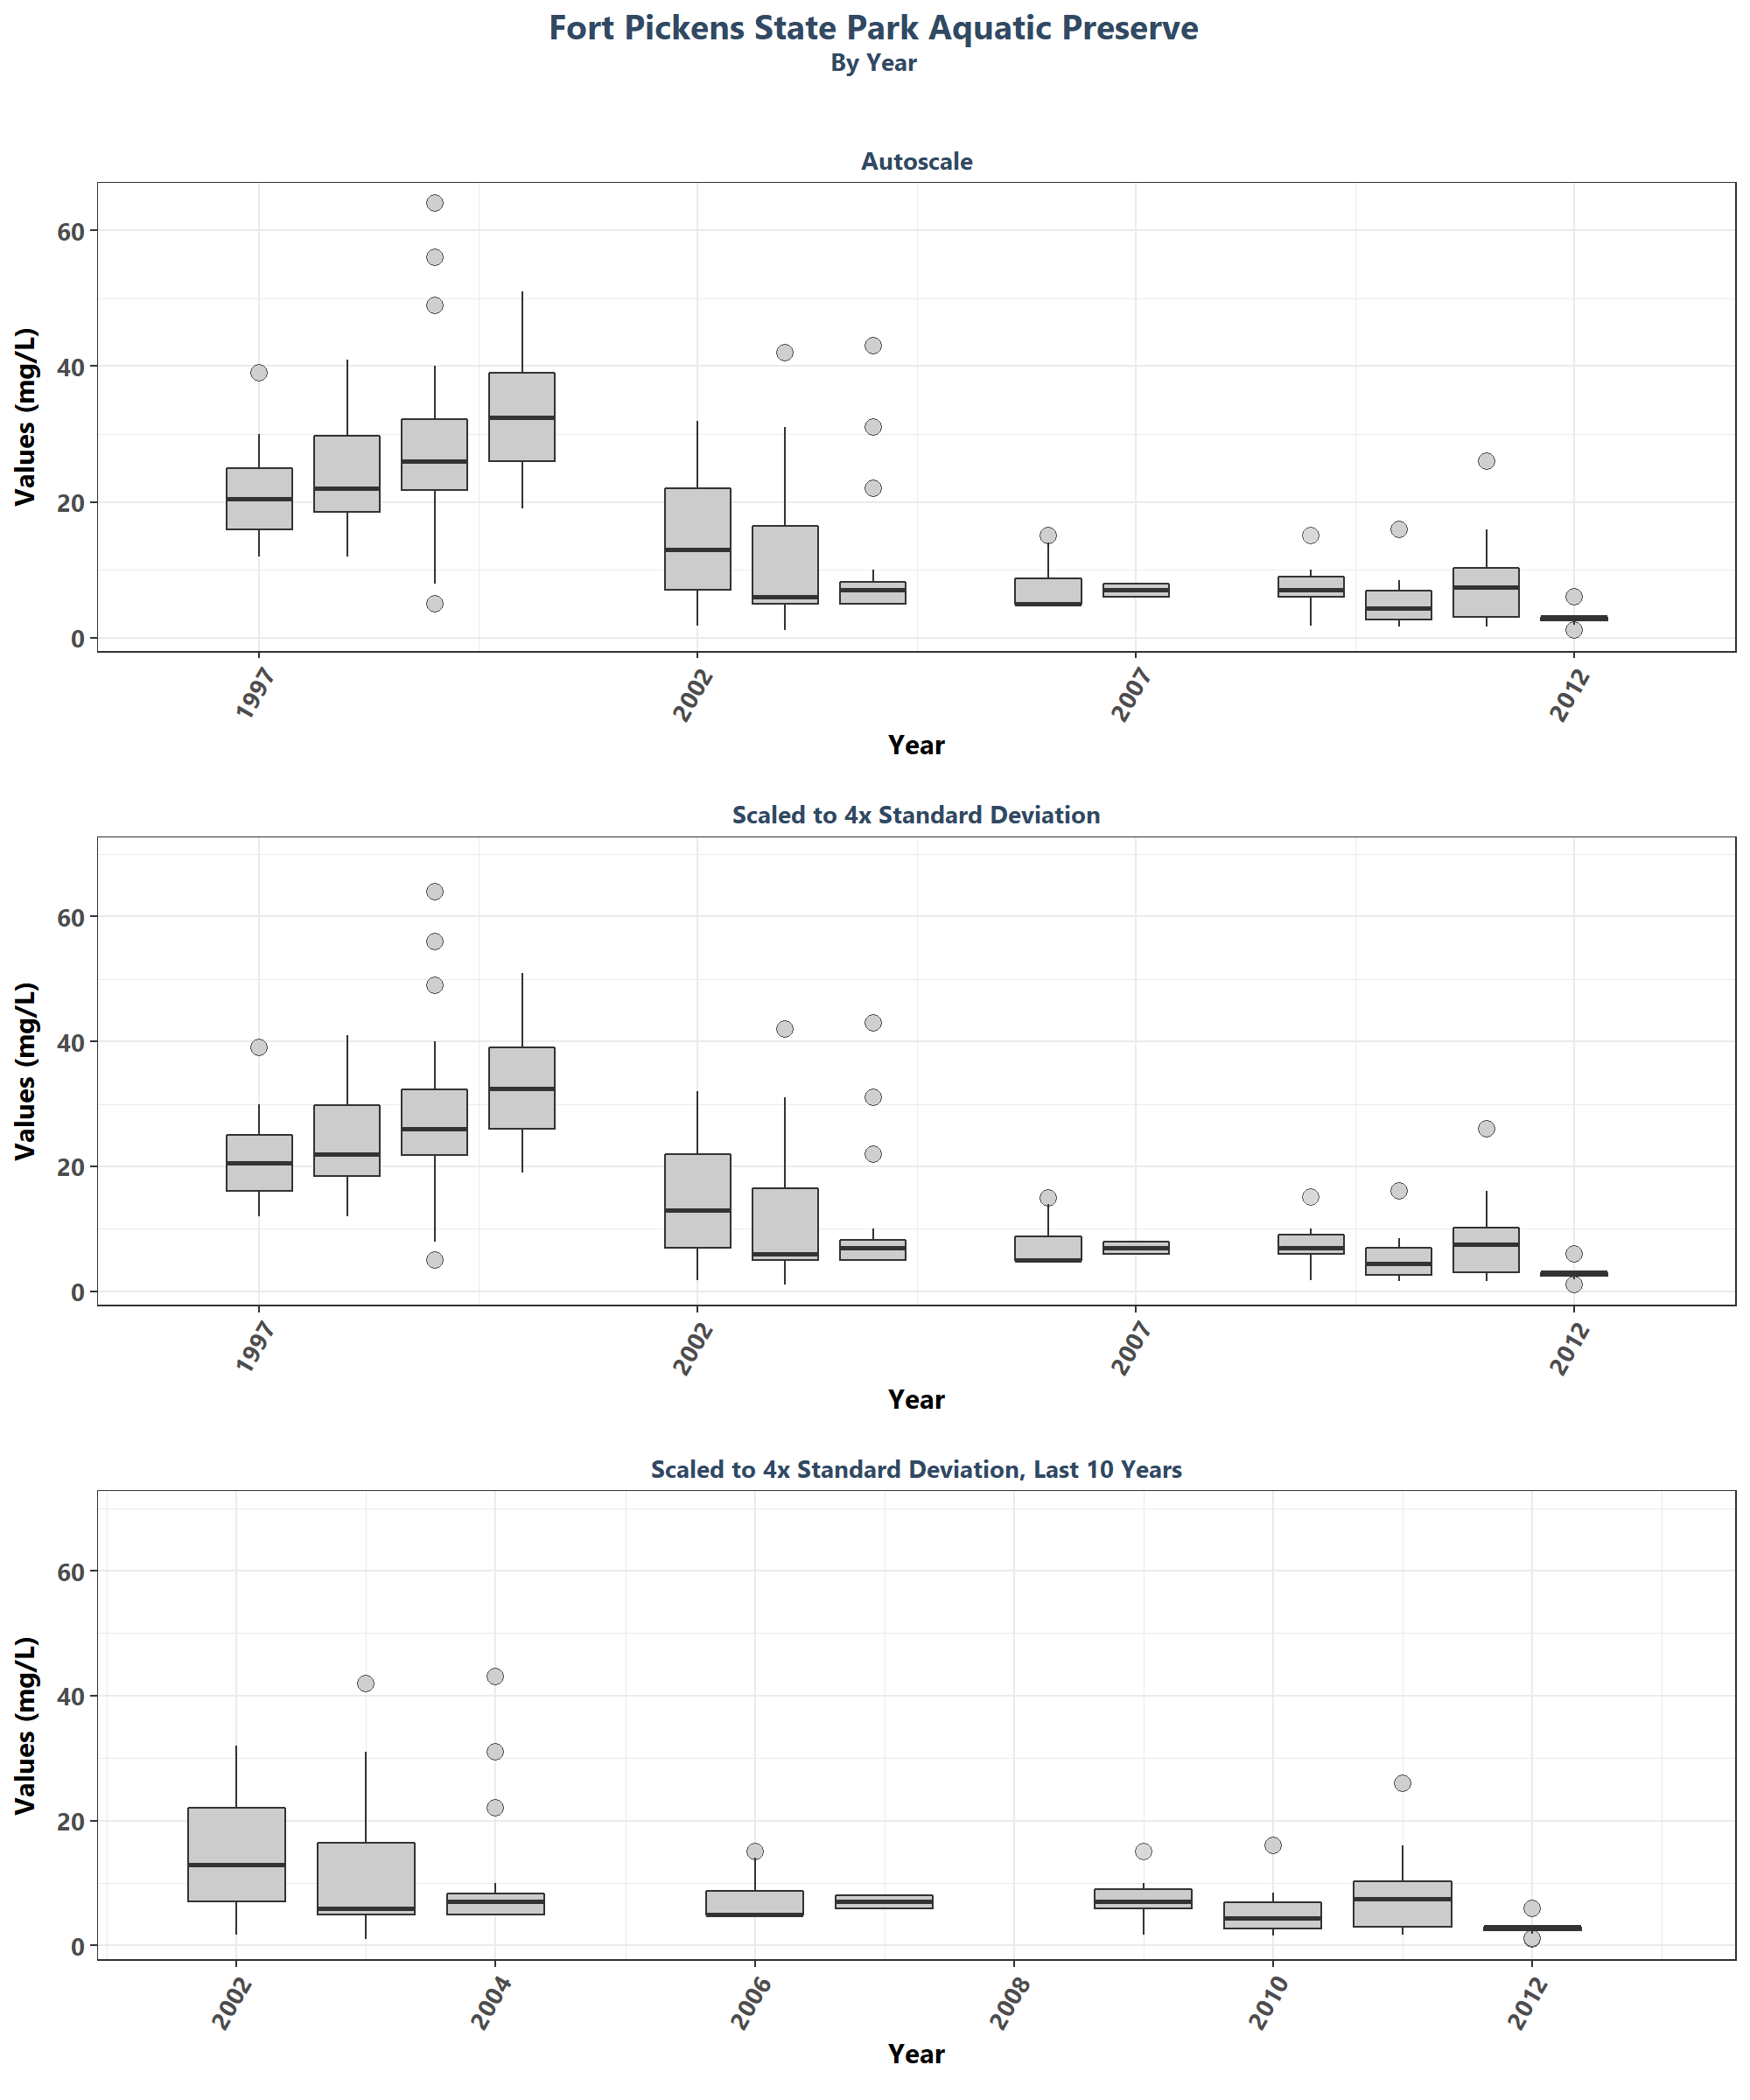 Fort Pickens State Park Aquatic Preserve
By Year
Autoscale
Values (mg/L)
60
40
20
0
1997
2002
2007
2012
Year
Scaled to 4x Standard Deviation
Values (mg/L)
60
40
20
0
1997
2002
2007
2012
Year
Scaled to 4x Standard Deviation, Last 10 Years
Values (mg/L)
60
40
20
0
2002
2004
2006
2008
2010
2012
Year